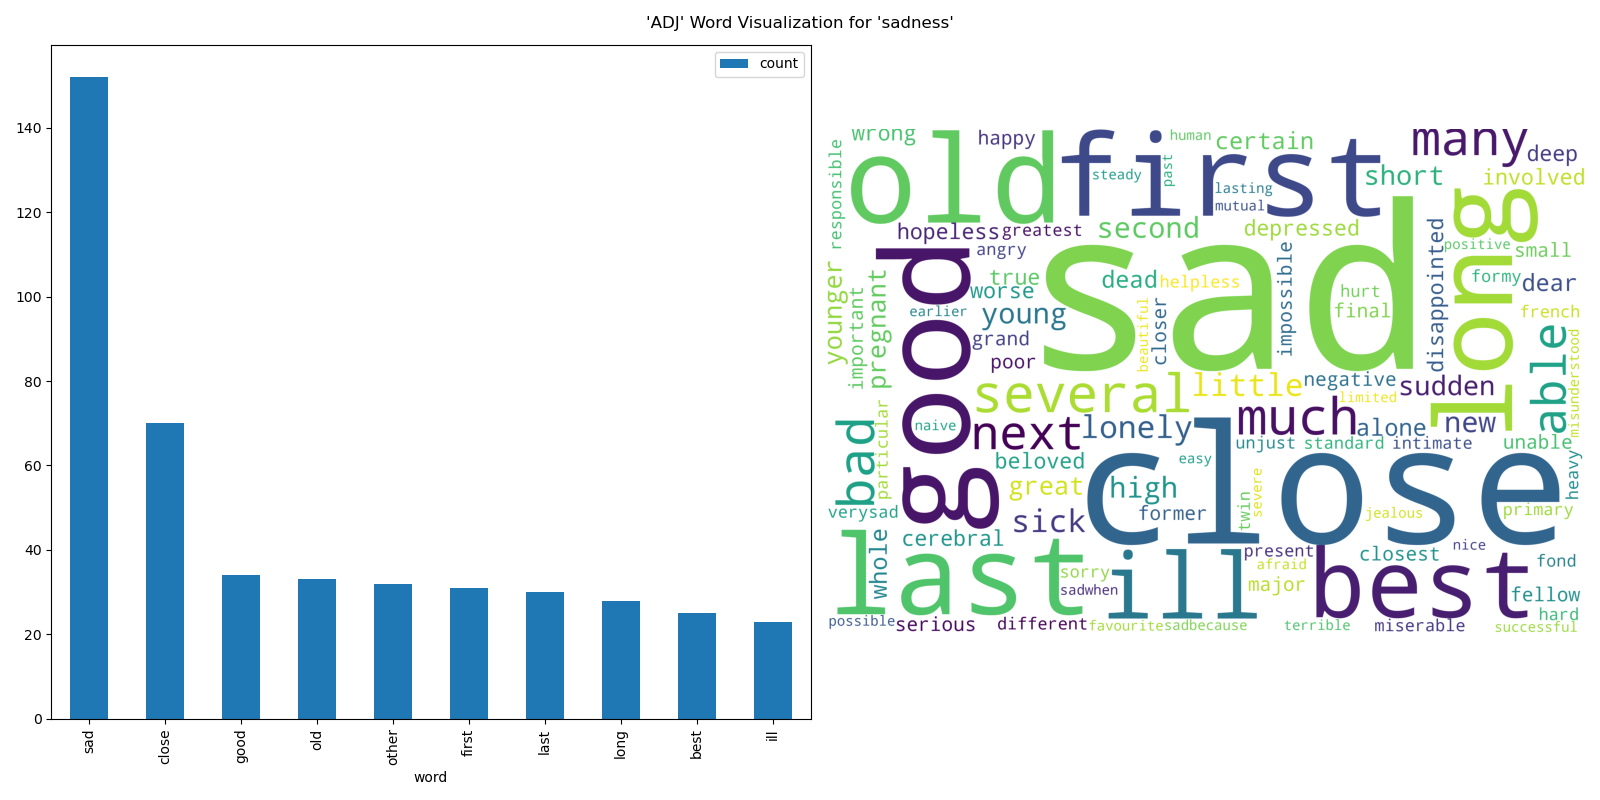 'ADJ' Word Visualization for 'sadness'
count
140
120
100
80
60
40
20
0
sad
close
good
old
other
first
last
long
best
ill
word
wrong
old
happy
first
human
certain
many
deep
responsible
steady
past
lasting
mutual
short
involved
long
hopeless
greatest
second
depressed
angry
sad
disappointed
positive
small
younger
important
pregnant
good
true
worse
dead
helpless
impossible
hurt
final
formy
dear
earlier
young
beautiful
closer
french
grand
poor
able
misunderstood
several
little
negative
limited
sudden
particular
bad
naive
next
lonely
much
alone
new
unjust
standard
intimate
unable
beloved
easy
close
heavy
great
high
twin
severe
verysad
sick
former
jealous
primary
last
whole
cerebral
ill
present
closest
nice
fond
sorry
afraid
best
sadwhen
major
fellow
hard
possible
serious
different
favourite
sadbecause
terrible
miserable
successful